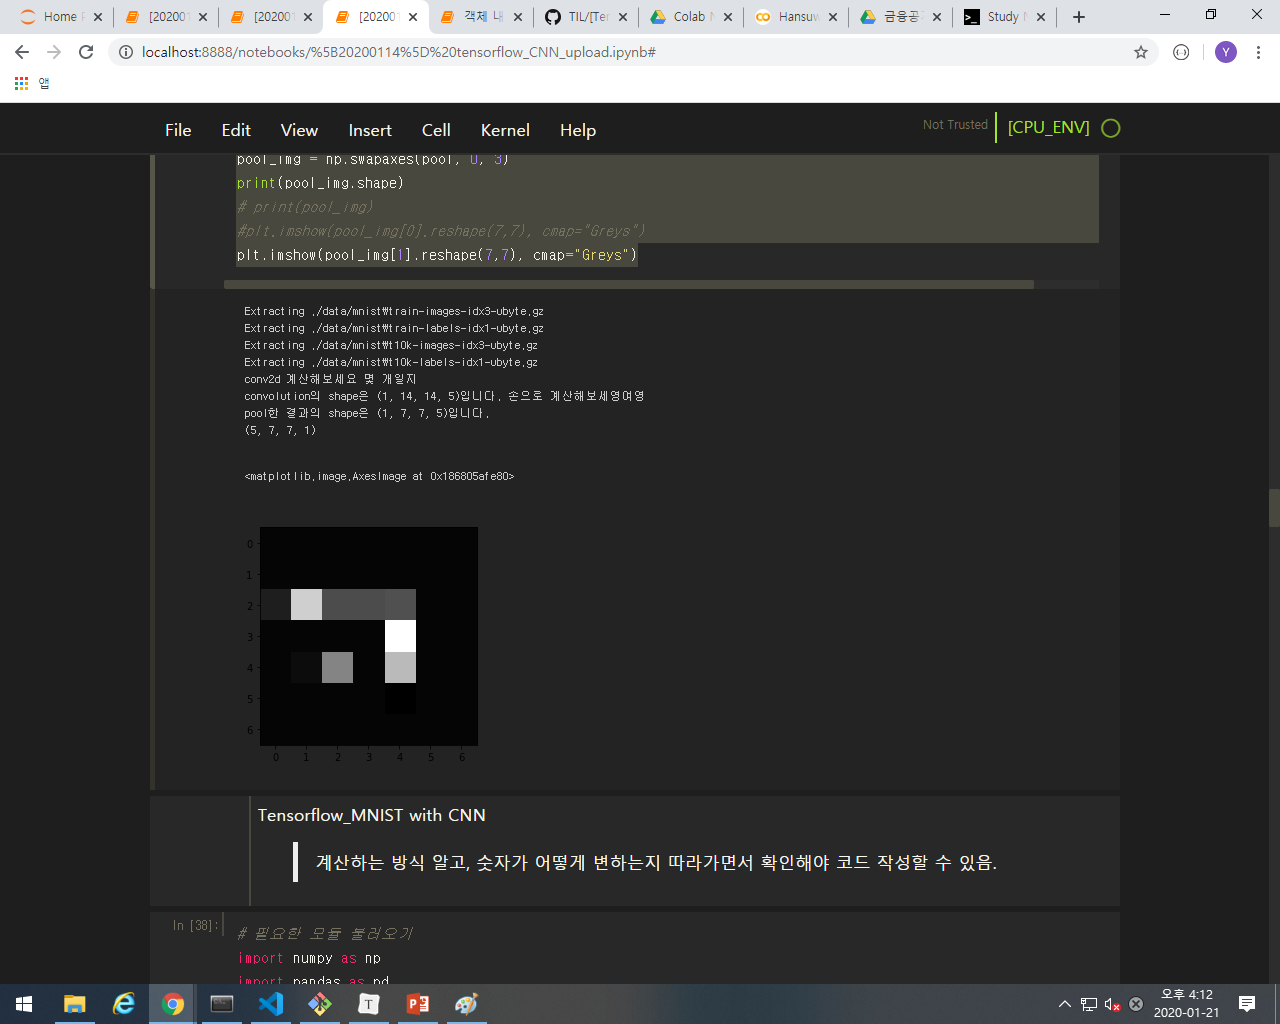 Home
[20200
[20200
[20200
객체 내
TIL/[Ter
Colab
Hansuw
금융공
Study
localhost:8888/notebooks/%5B20200114%5D%20tensorflow_CNN_upload.ipynb#
Y
앱
File Edit View Insert Cell Kernel Help
Not Trusted
[CPU_ENV]
pool_img = np.swapaxes(pool, 0, 3)
print(pool_img.shape)
# print(pool_img)
#plt.imshow(pool_img[0].reshape(7,7), cmap="Greys")
plt.imshow(pool_img[1].reshape(7,7), cmap="Greys")
Extracting ./data/mnist₩train-images-idx3-ubyte.gz
Extracting ./data/mnist₩train-labels-idx1-ubyte.gz
Extracting ./data/mnist₩t10k-images-idx3-ubyte.gz
Extracting ./data/mnist₩t10k-labels-idx1-ubyte.gz
conv2d 계산해보세요 몇 개일지
convolution의 shape은 (1, 14, 14, 5)입니다. 손으로 계산해보세영여영
pool한 결과의 shape은 (1, 7, 7, 5)입니다.
(5, 7, 7, 1)
<matplotlib.image.AxesImage at 0x186805afe80>
0
1
2
3
4
5
6
0 1 2 3 4 5 6
Tensorflow_MNIST with CNN
계산하는 방식 알고, 숫자가 어떻게 변하는지 따라가면서 확인해야 코드 작성할 수 있음.
In [38]:
# 필요한 모듈 불러오기
import numpy as np
import pandas as pd
오후 4:12
2020-01-21